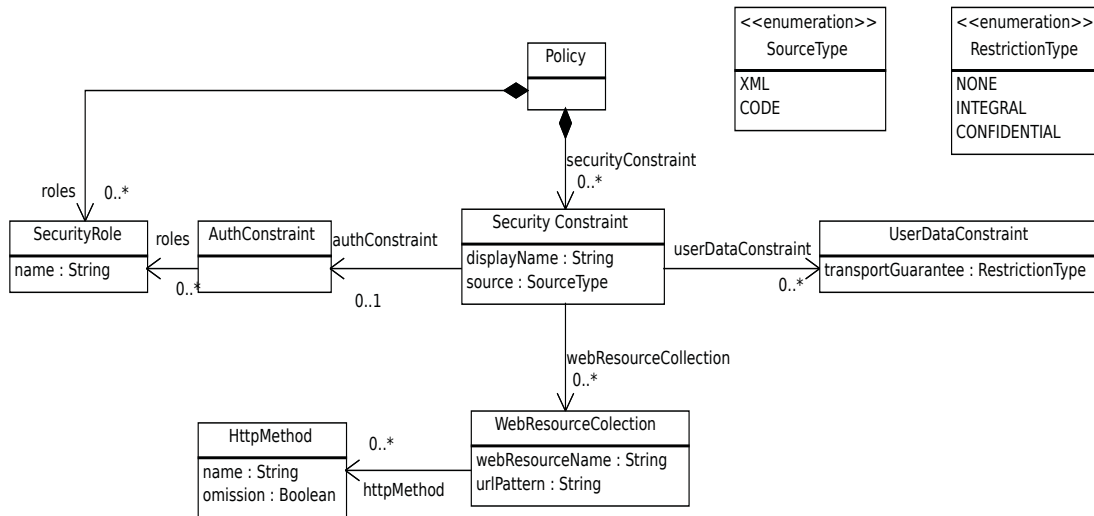 <<enumeration>>
SourceType
XML
CODE
<<enumeration>>
RestrictionType
NONE
INTEGRAL
CONFIDENTIAL
Policy
securityConstraint
0..*
roles
0..*
SecurityRole
name : String
roles
0..*
AuthConstraint
authConstraint
0..1
Security Constraint
displayName : String
source : SourceType
userDataConstraint
0..*
UserDataConstraint
transportGuarantee : RestrictionType
webResourceCollection
0..*
WebResourceColection
webResourceName : String
urlPattern : String
0..*
httpMethod
HttpMethod
name : String
omission : Boolean